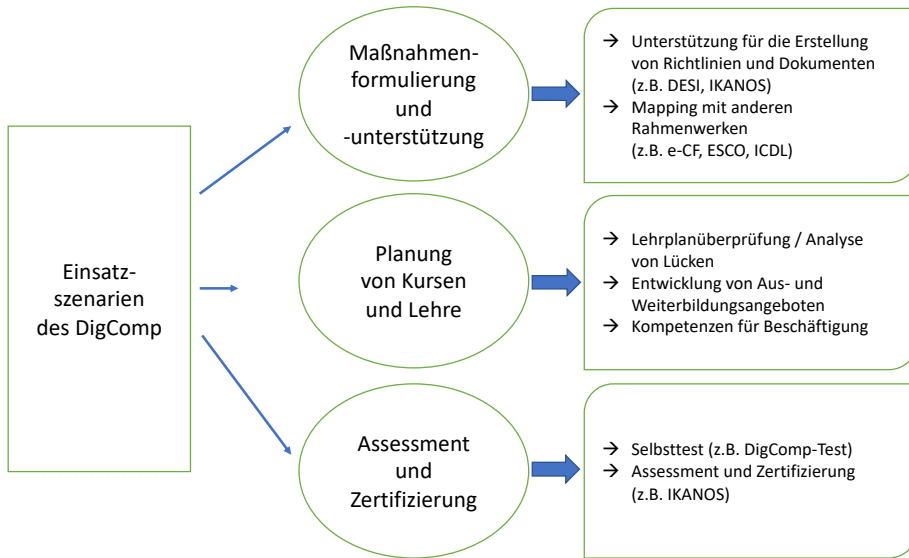 Einsatz-
szenarien
des DigComp
Maßnahmen-
formulierung
und
-unterstützung
→ Unterstützung für die Erstellung
von Richtlinien und Dokumenten
(z.B. DESI, IKANOS)
→ Mapping mit anderen
Rahmenwerken
(z.B. e-CF, ESCO, ICDL)
Planung
von Kursen
und Lehre
→ Lehrplanüberprüfung / Analyse
von Lücken
→ Entwicklung von Aus- und
Weiterbildungsangeboten
→ Kompetenzen für Beschäftigung
Assessment
und
Zertifizierung
→ Selbsttest (z.B. DigComp-Test)
→ Assessment und Zertifizierung
(z.B. IKANOS)